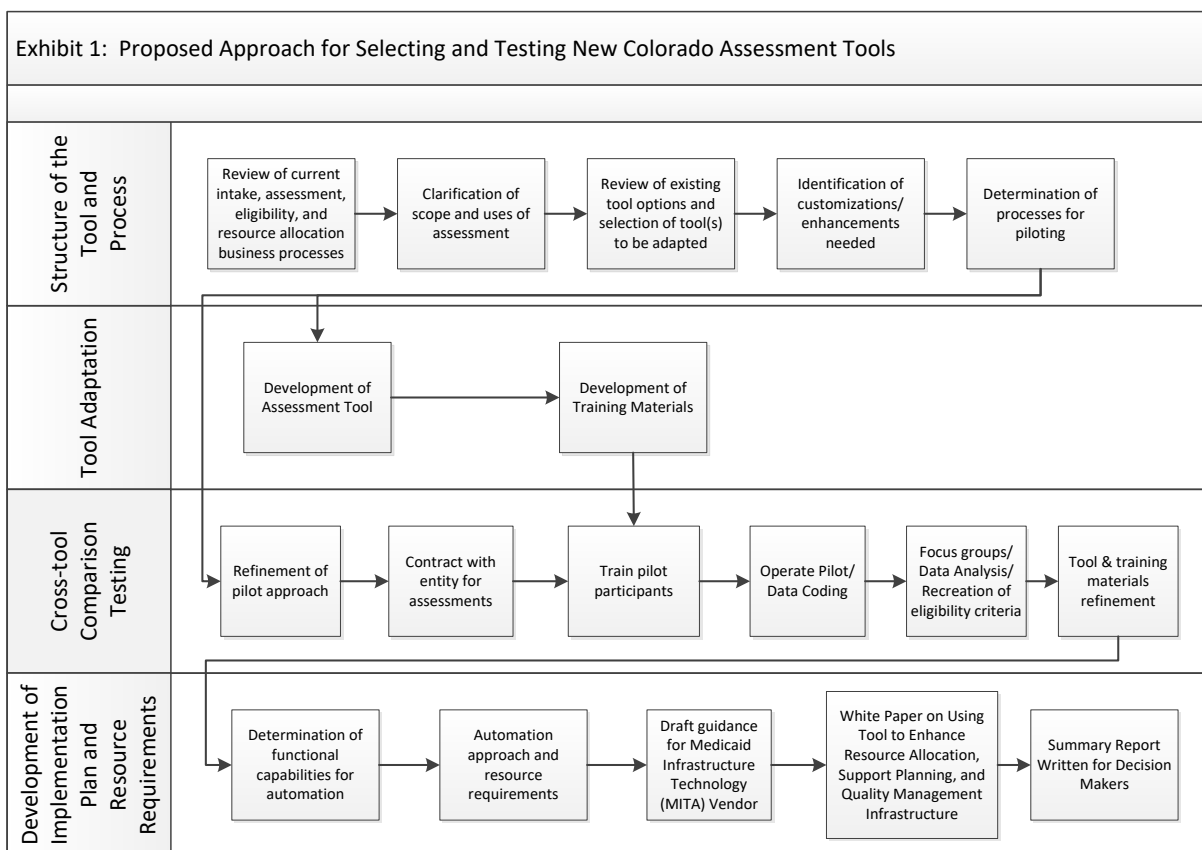 Exhibit 1:  Proposed Approach for Selecting and Testing New Colorado Assessment Tools
Structure of the
Tool and
Process
Review of current
intake, assessment,
eligibility, and
resource allocation
business processes
Clarification of
scope and uses of
assessment
Review of existing
tool options and
selection of tool(s)
to be adapted
Identification of
customizations/
enhancements
needed
Determination of
processes for
piloting
Tool Adaptation
Development of
Assessment Tool
Development of
Training Materials
Cross-tool
Comparison
Testing
Refinement of
pilot approach
Contract with
entity for
assessments
Train pilot
participants
Operate Pilot/
Data Coding
Focus groups/
Data Analysis/
Recreation of
eligibility criteria
Tool & training
materials
refinement
Development of
Implementation
Plan and
Resource
Requirements
Determination of
functional
capabilities for
automation
Automation
approach and
resource
requirements
Draft guidance
for Medicaid
Infrastructure
Technology
(MITA) Vendor
White Paper on Using
Tool to Enhance
Resource Allocation,
Support Planning, and
Quality Management
Infrastructure
Summary Report
Written for Decision
Makers